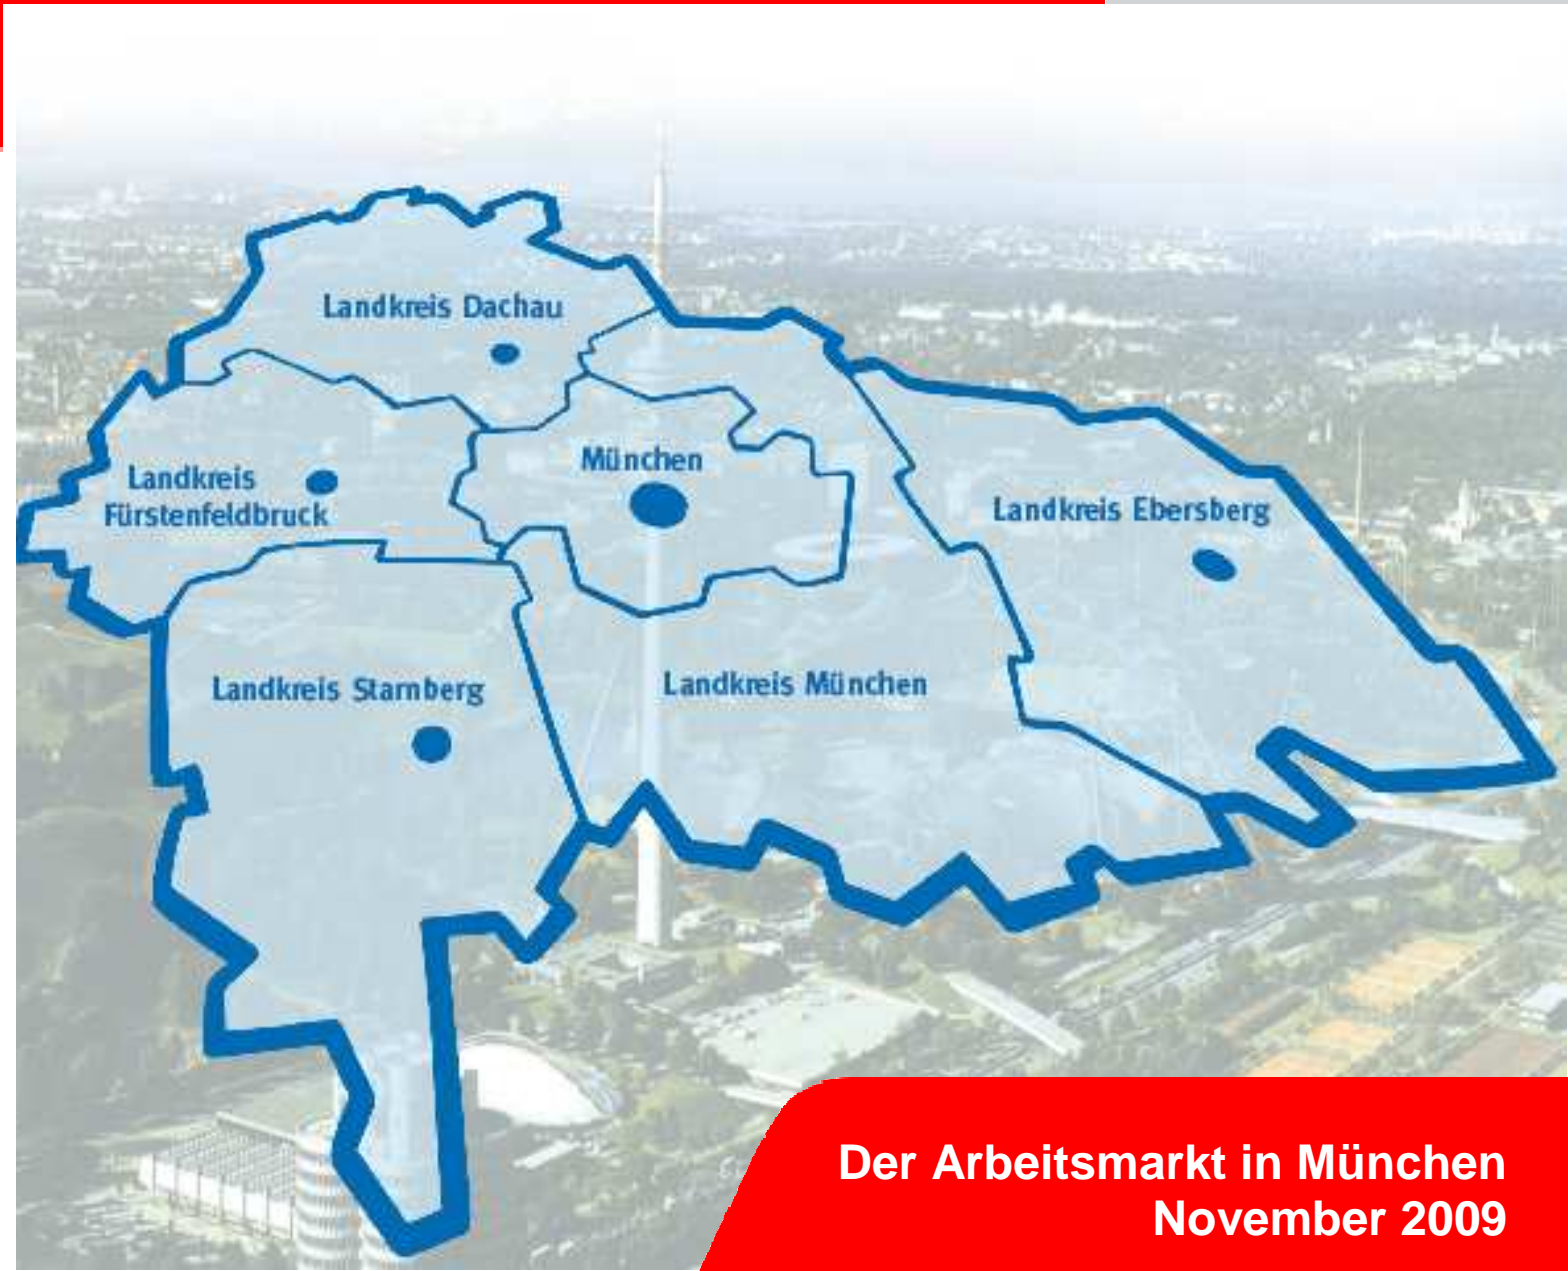 Landkreis Dachau
München
Landkreis
Fürstenfeldbruck
Landkreis Ebersberg
Landkreis Starnberg
Landkreis München
Der Arbeitsmarkt in München
November 2009